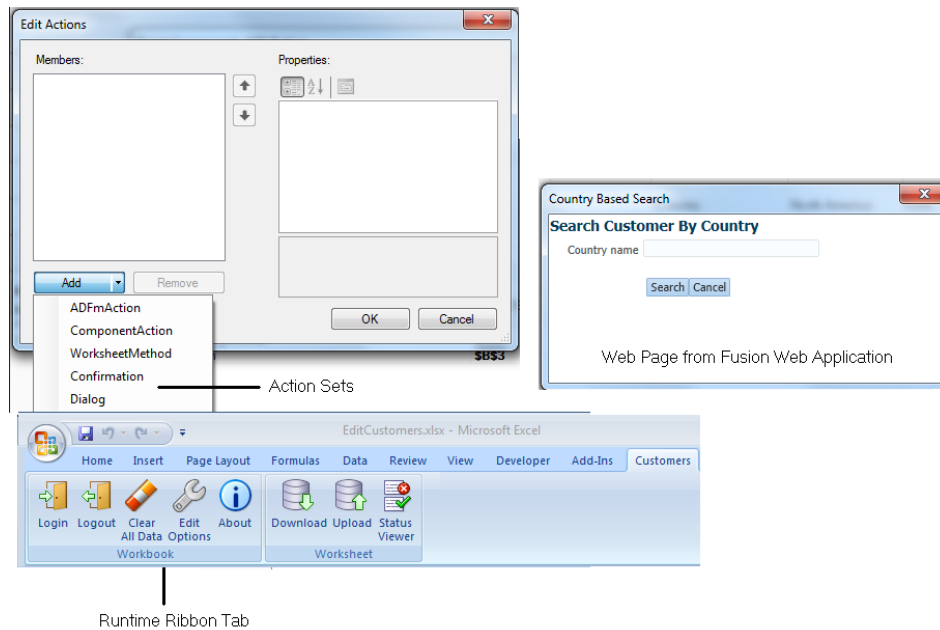 Edit Actions
Members:
Properties:
Add
Remove
ADFmAction
ComponentAction
WorksheetMethod
Confirmation
Dialog
OK
Cancel
$B$3
Action Sets
Country Based Search
Search Customer By Country
Country name
Search Cancel
Web Page from Fusion Web Application
EditCustomers.xlsx - Microsoft Excel
Home Insert Page Layout Formulas Data Review View Developer Add-Ins Customers
Login Logout Clear All Data Edit Options About Download Upload Status Viewer
Workbook Worksheet
Runtime Ribbon Tab